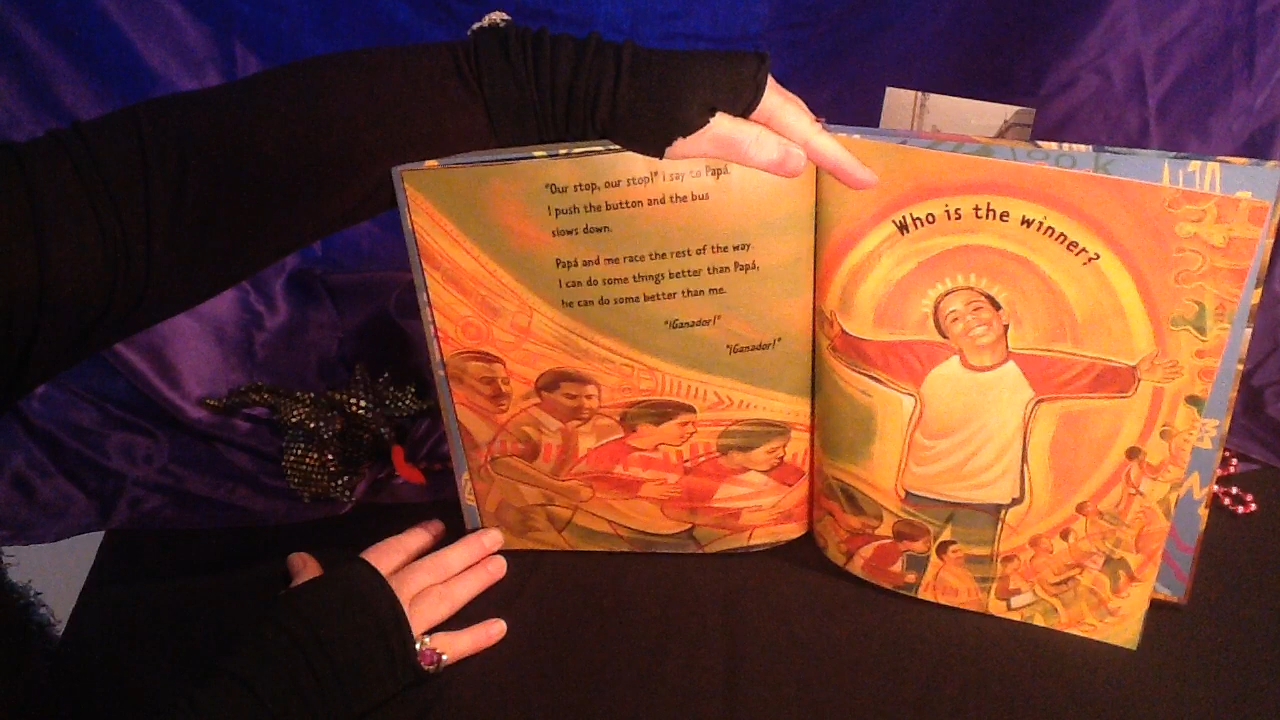 "Our stop, our stop!" I say to Papá.
I push the button and the bus
slows down.
Papá and me race the rest of the way.
I can do some things better than Papá,
he can do some better than me.
"¡Ganador!"
"¡Ganador!"
Who is the winner?
look